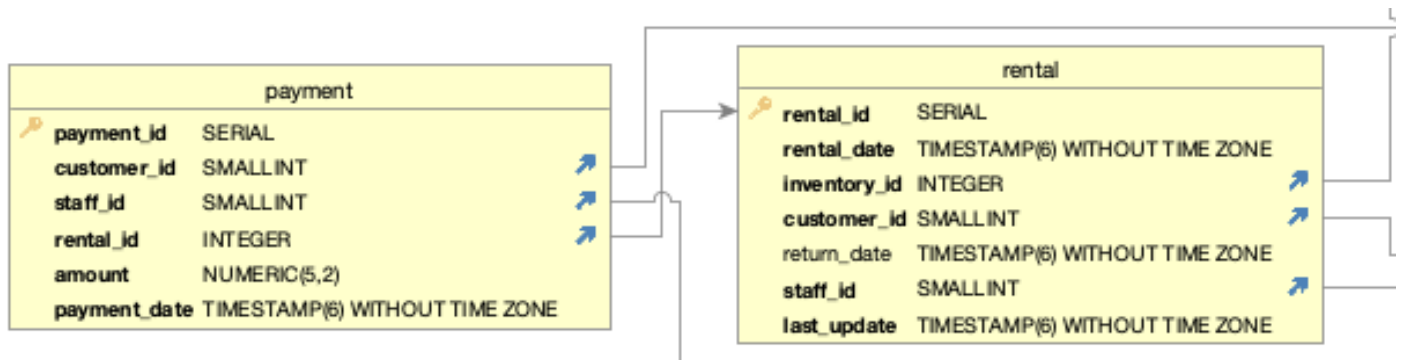 payment
payment_id SERIAL
customer_id SMALLINT
staff_id SMALLINT
rental_id INTEGER
amount NUMERIC(5,2)
payment_date TIMESTAMP(6) WITHOUT TIME ZONE
rental
rental_id SERIAL
rental_date TIMESTAMP(6) WITHOUT TIME ZONE
inventory_id INTEGER
customer_id SMALLINT
return_date TIMESTAMP(6) WITHOUT TIME ZONE
staff_id SMALLINT
last_update TIMESTAMP(6) WITHOUT TIME ZONE